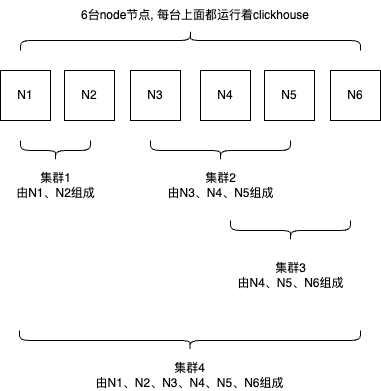 6台node节点, 每台上面都运行着clickhouse
N1 N2 N3 N4 N5 N6
集群1
由N1、N2组成
集群2
由N3、N4、N5组成
集群3
由N4、N5、N6组成
集群4
由N1、N2、N3、N4、N5、N6组成